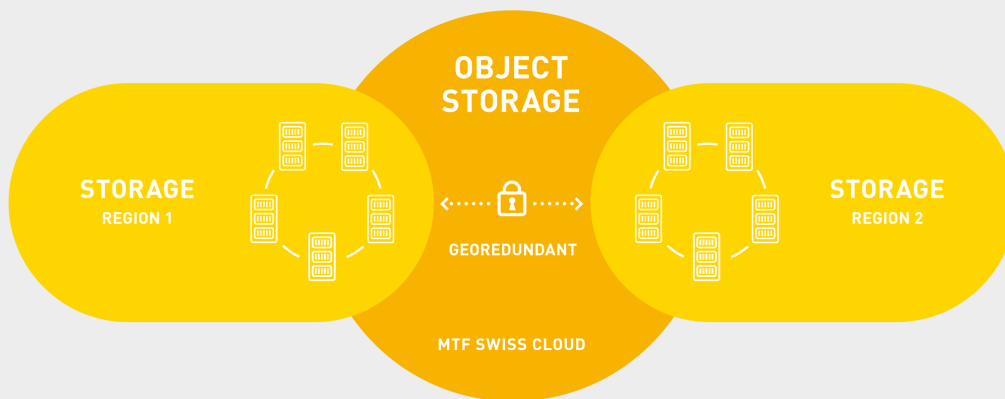 OBJECT
STORAGE
STORAGE
REGION 1
GEOREDUNDANT
STORAGE
REGION 2
MTF SWISS CLOUD